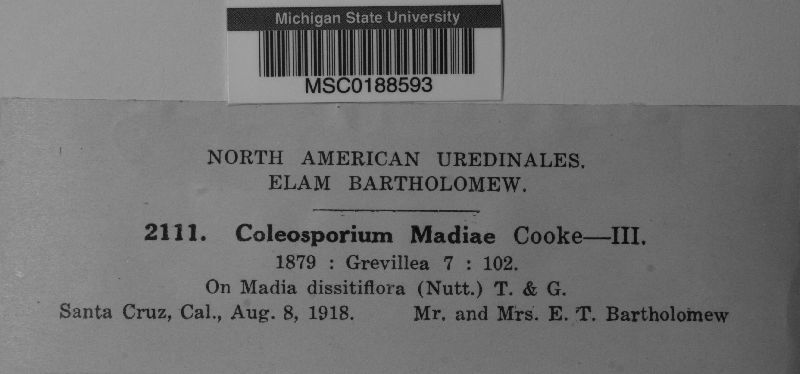 Michigan State University
MSC0188593
NORTH AMERICAN UREDINALES.
ELAM BARTHOLOMEW.
2111. Coleosporium Madiae Cooke—III.
1879 : Grevillea 7 : 102.
On Madia dissitiflora (Nutt.) T. & G.
Santa Cruz, Cal., Aug. 8, 1918. Mr. and Mrs. E. T. Bartholomew